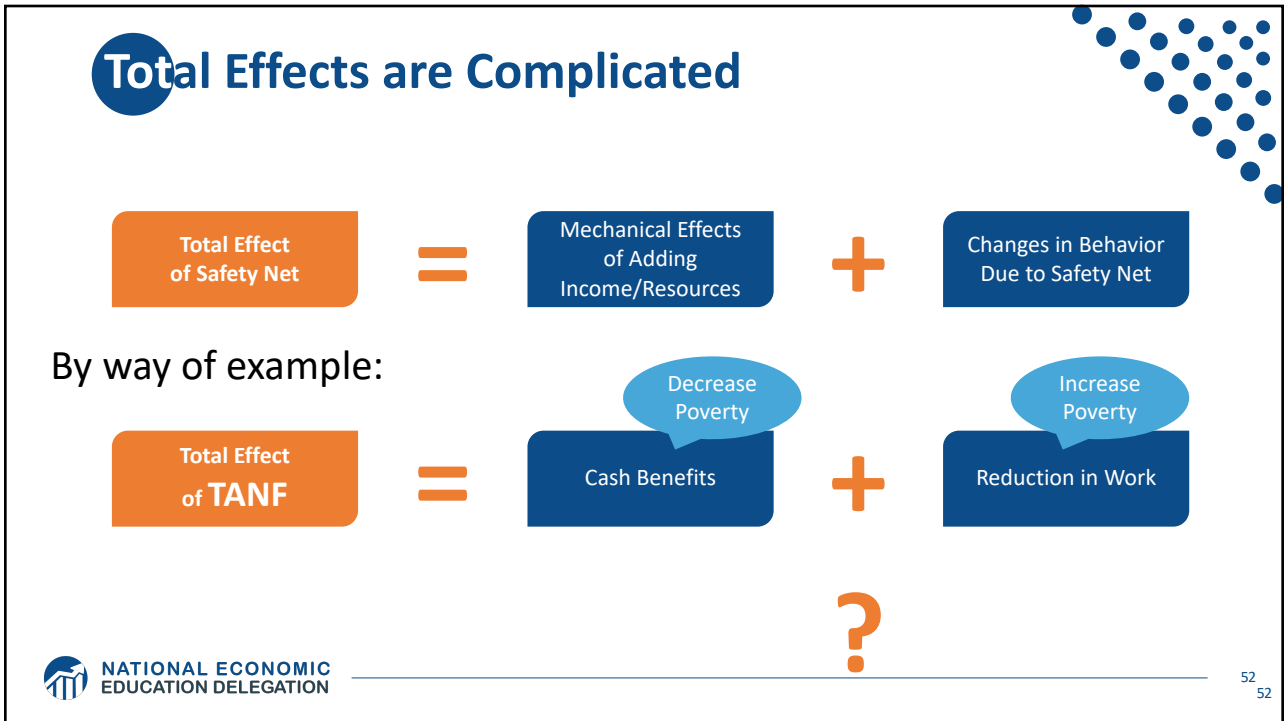 Total Effects are Complicated
Total Effect
of Safety Net
=
Mechanical Effects
of Adding
Income/Resources
+
Changes in Behavior
Due to Safety Net
By way of example:
Decrease
Poverty
Increase
Poverty
Total Effect
of TANF
=
Cash Benefits
+
Reduction in Work
?
NATIONAL ECONOMIC
EDUCATION DELEGATION
52
52